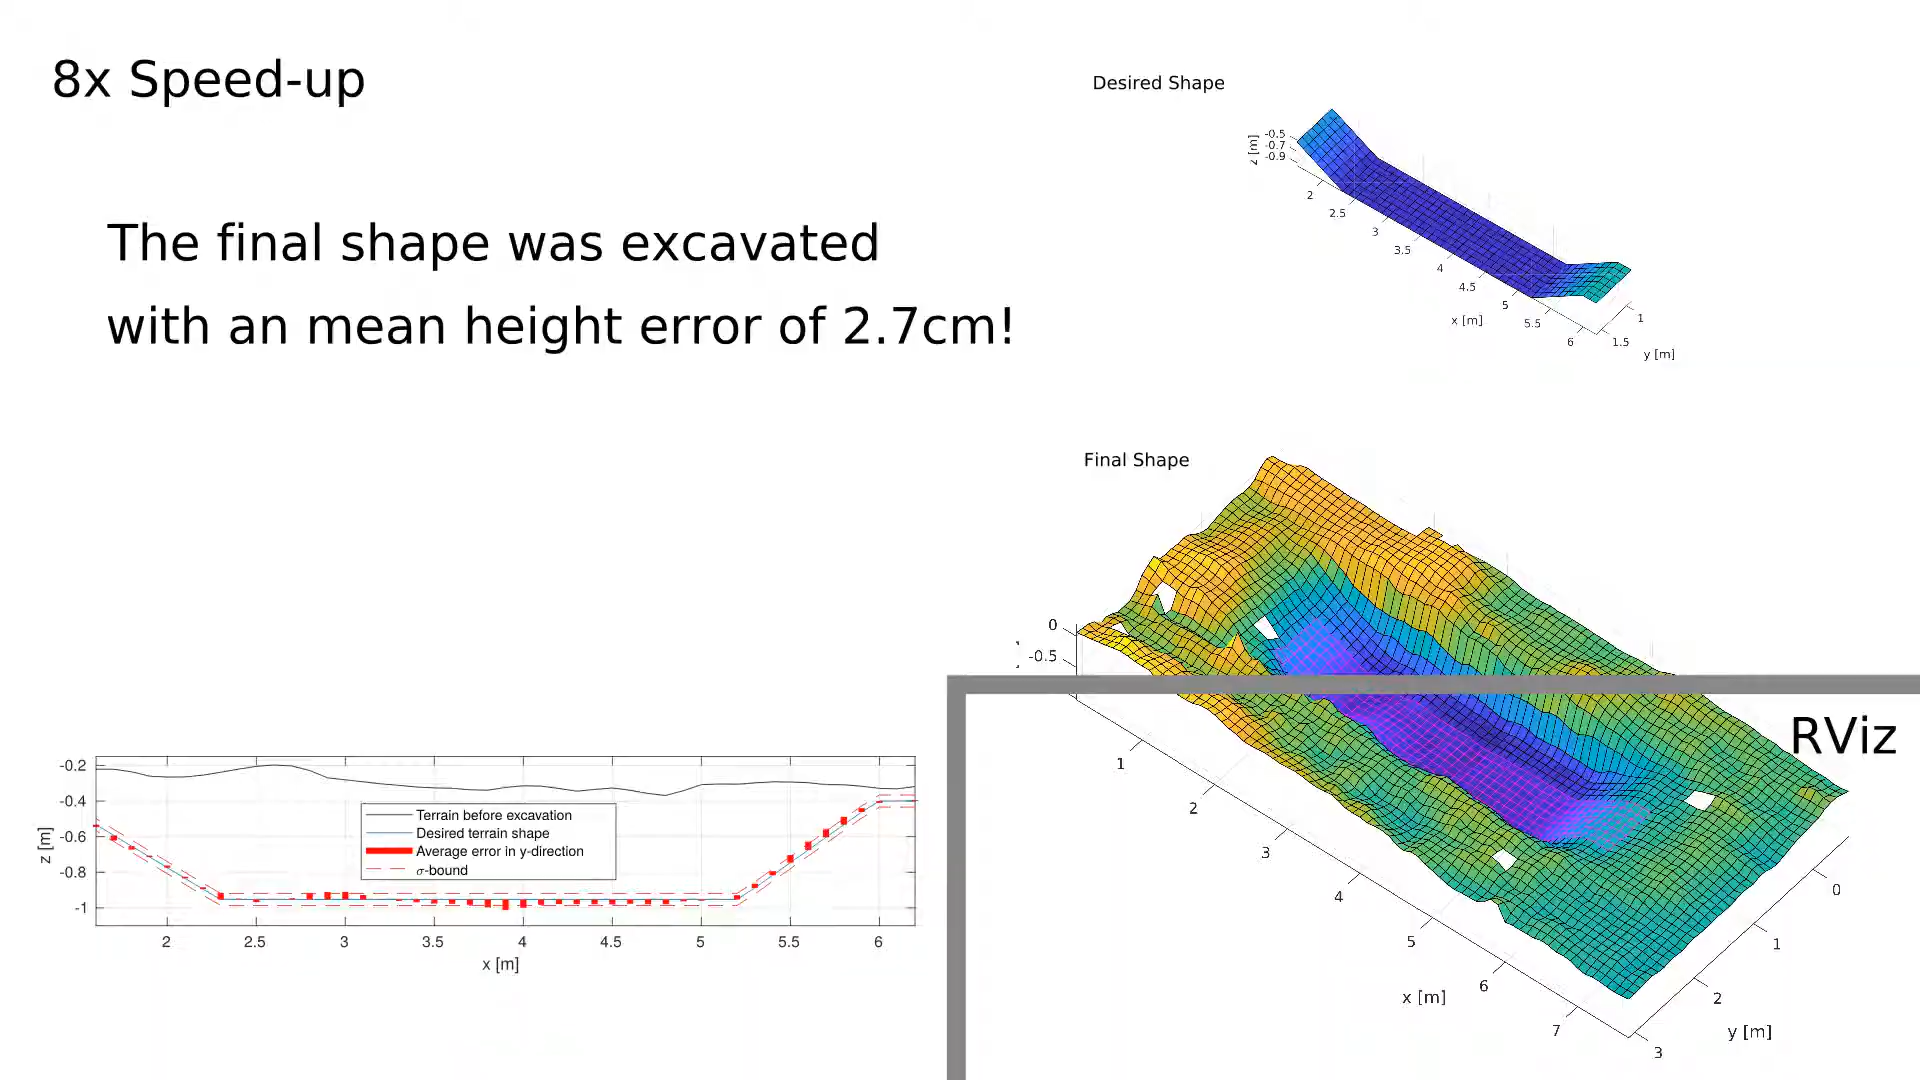 8x Speed-up
The final shape was excavated
with an mean height error of 2.7cm!
Desired Shape
z [m]
-0.5
-0.7
-0.9
2
2.5
3
3.5
4
4.5
5
5.5
6
x [m]
1
1.5
y [m]
Final Shape
0
-0.5
1
2
3
4
5
6
7
x [m]
0
1
2
3
y [m]
RViz
z [m]
-0.2
-0.4
-0.6
-0.8
-1
Terrain before excavation
Desired terrain shape
Average error in y-direction
σ-bound
2
2.5
3
3.5
4
4.5
5
5.5
6
x [m]